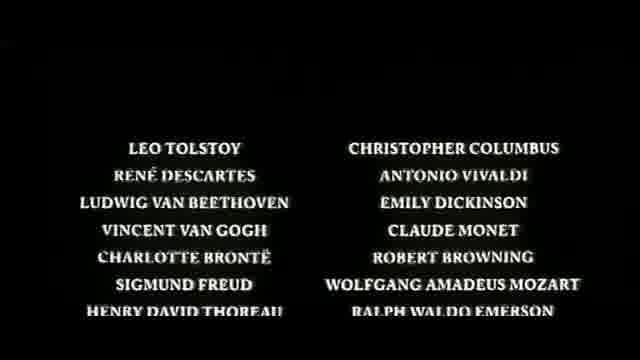 LEO TOLSTOY
CHRISTOPHER COLUMBUS
RENÉ DESCARTES
ANTONIO VIVALDI
LUDWIG VAN BEETHOVEN
EMILY DICKINSON
VINCENT VAN GOGH
CLAUDE MONET
CHARLOTTE BRONTË
ROBERT BROWNING
SIGMUND FREUD
WOLFGANG AMADEUS MOZART
HENRY DAVID THOREAU
RALPH WALDO EMERSON